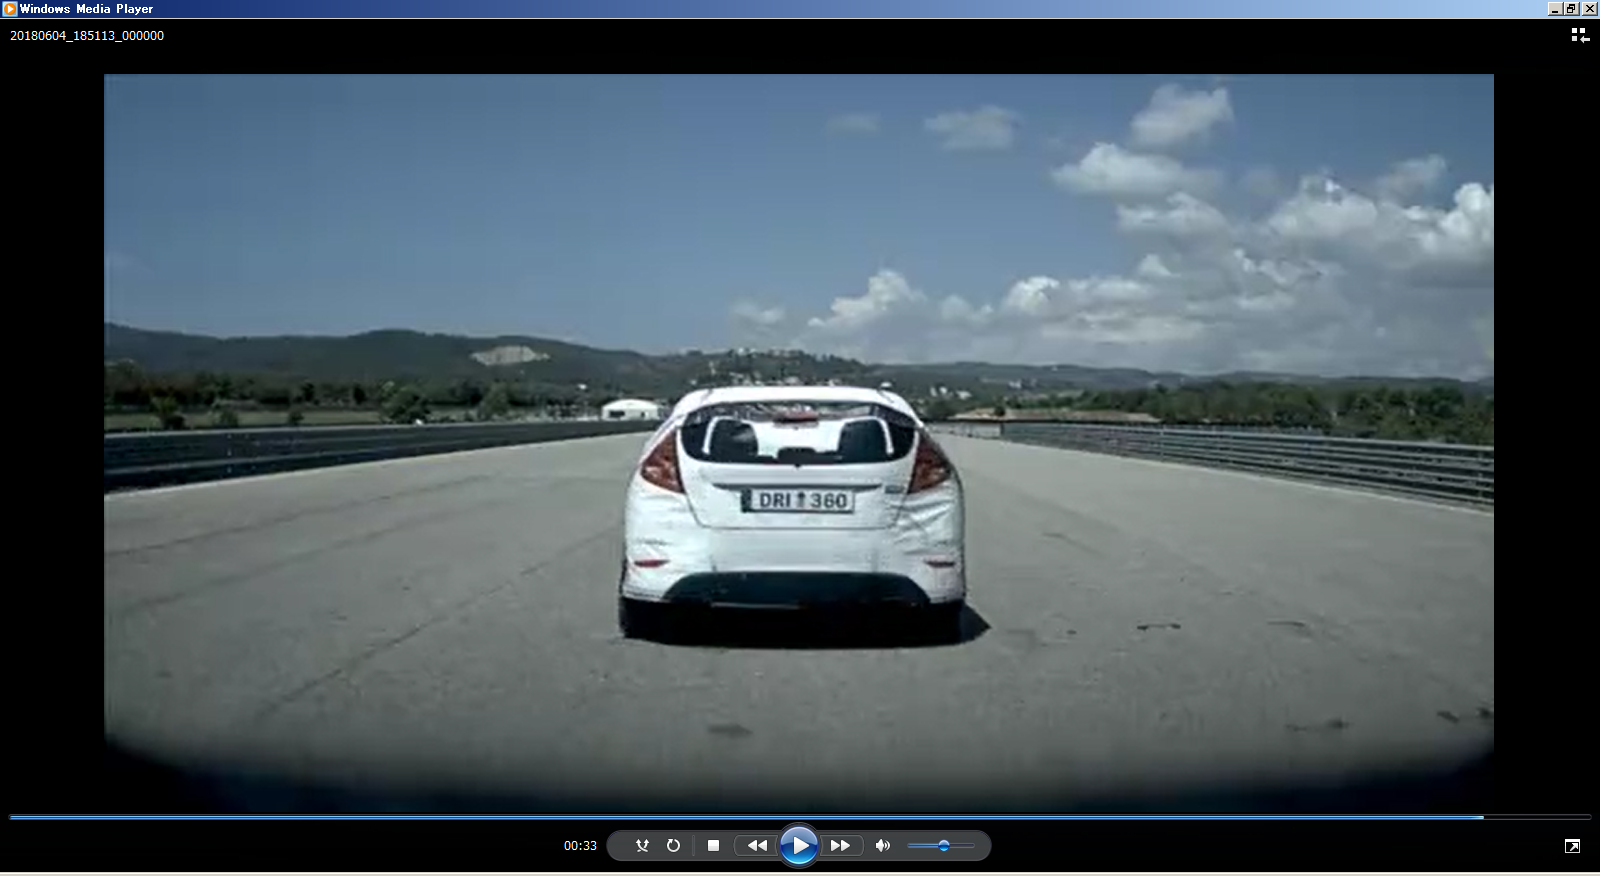 Windows Media Player
20180604_185113_000000
DRI 360
00:33